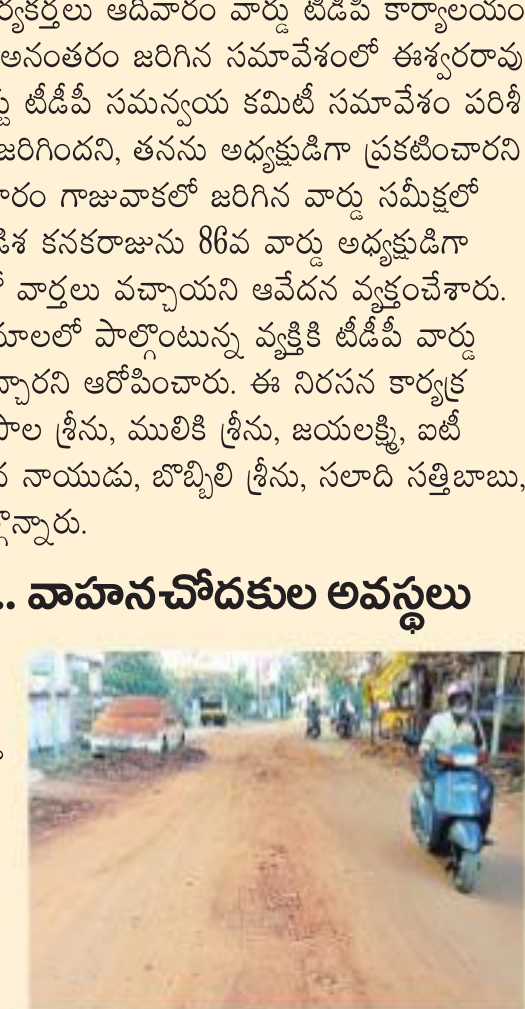 ర్యకర్తలు ఆదివారం వార్డు టీడీపీ కార్యాలయం
అనంతరం జరిగిన సమావేశంలో ఈశ్వరరావు
టీడీపీ సమన్వయ కమిటీ సమావేశం పరిశీ
జరిగిందని, తనను అధ్యక్షుడిగా ప్రకటించారని
రం గాజువాకలో జరిగిన వార్డు సమీక్షలో
కనకరాజును 86వ వార్డు అధ్యక్షుడిగా
వార్తలు వచ్చాయని ఆవేదన వ్యక్తంచేశారు.
లలో పాల్గొంటున్న వ్యక్తికి టీడీపీ వార్డు
న్నారని ఆరోపించారు. ఈ నిరసన కార్యక్ర
శ్రీను, ములికి శ్రీను, జయలక్ష్మి, ఐటీ
నాయుడు, బొబ్బిలి శ్రీను, సలాది సత్తిబాబు,
గొన్నారు.
.. వాహనచోదకుల అవస్థలు